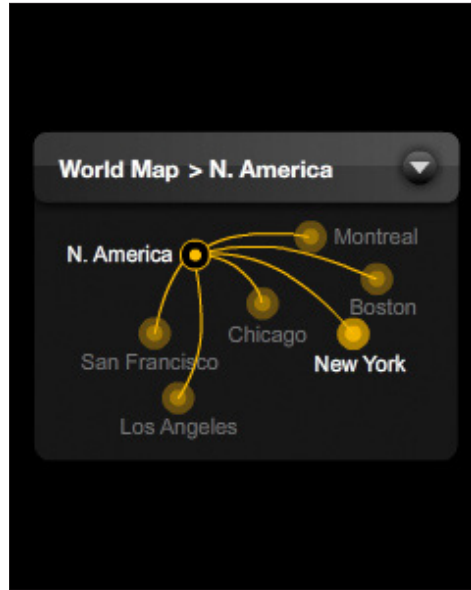 World Map > N. America
Montreal
N. America
Boston
Chicago
San Francisco
New York
Los Angeles